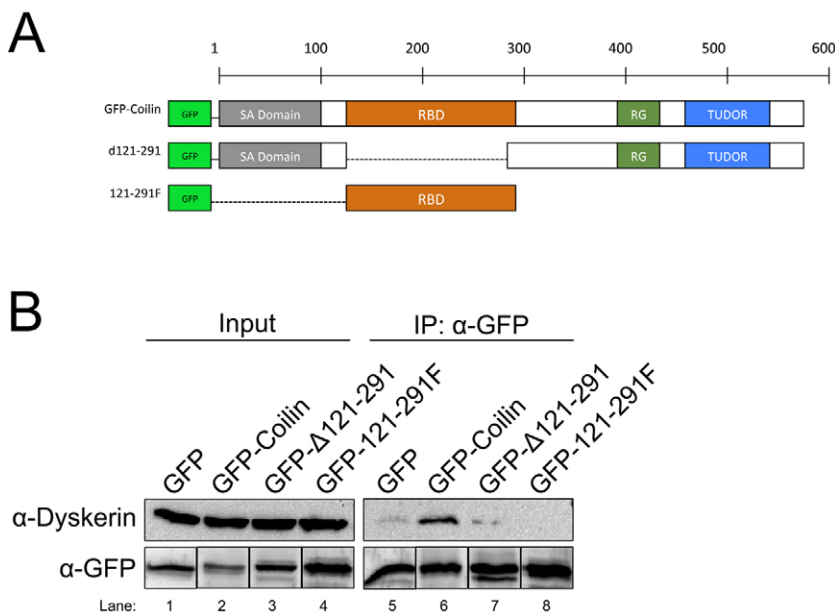 A
1 100 200 300 400 500 600
GFP-Coilin GFP SA Domain RBD RG TUDOR
d121-291 GFP SA Domain RG TUDOR
121-291F GFP RBD
B
Input IP: α-GFP
GFP GFP-Coilin GFP-Δ121-291 GFP-121-291F GFP GFP-Coilin GFP-Δ121-291 GFP-121-291F
α-Dyskerin
α-GFP
Lane: 1 2 3 4 5 6 7 8